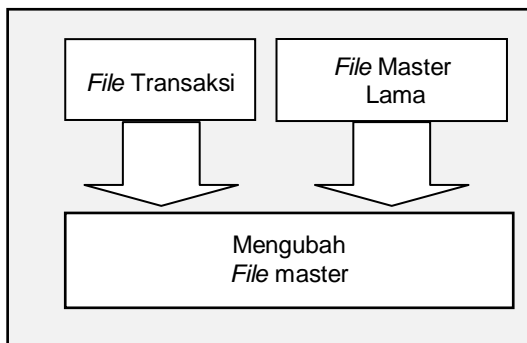 File Transaksi
File Master
Lama
Mengubah
File master